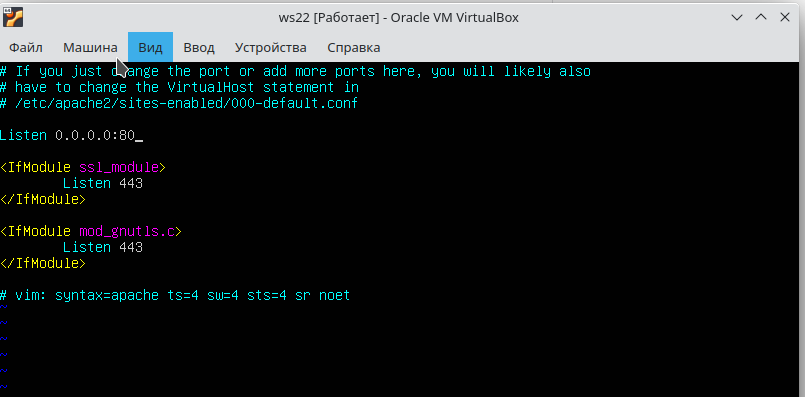 ws22 [Работает] - Oracle VM VirtualBox
Файл Машина Вид Ввод Устройства Справка
# If you just change the port or add more ports here, you will likely also
# have to change the VirtualHost statement in
# /etc/apache2/sites-enabled/000-default.conf
Listen 0.0.0.0:80_
<IfModule ssl_module>
Listen 443
</IfModule>
<IfModule mod_gnutls.c>
Listen 443
</IfModule>
# vim: syntax=apache ts=4 sw=4 sts=4 sr noet
~
~
~
~
~
~